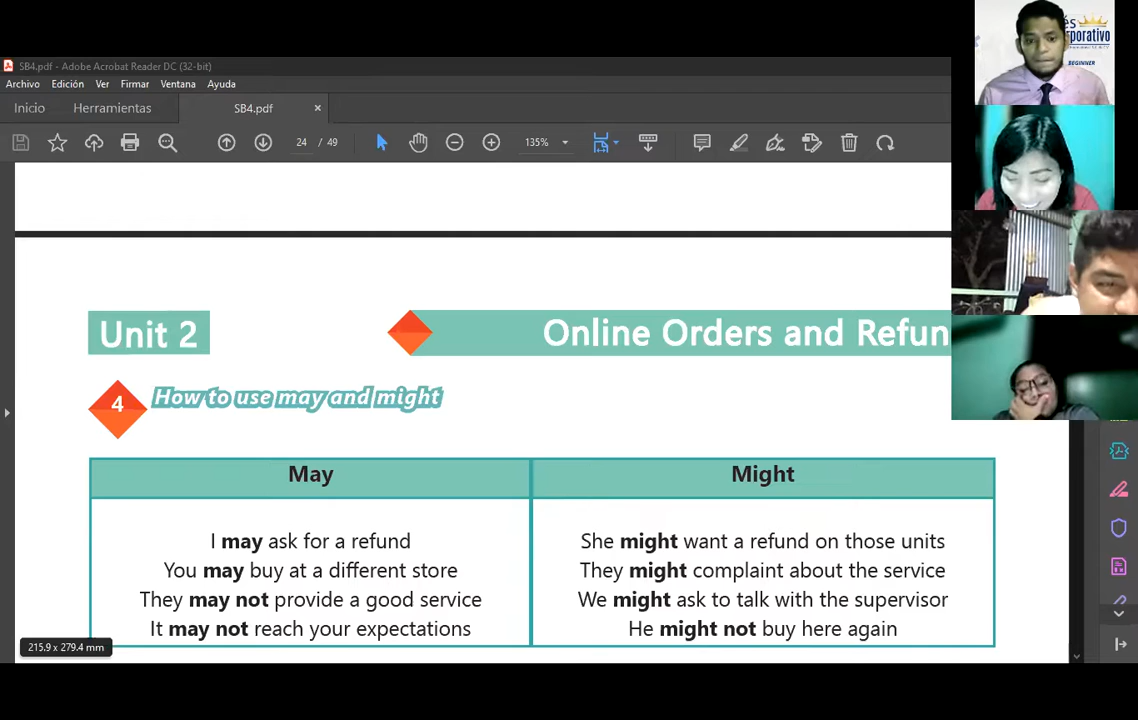 SB4.pdf - Adobe Acrobat Reader DC (32-bit)
Archivo Edición Ver Firmar Ventana Ayuda
Inicio Herramientas SB4.pdf ×
24 / 49 135%
és
rporativo
BEGINNER
Unit 2 Online Orders and Refun
4 How to use may and might
May Might
I may ask for a refund She might want a refund on those units
You may buy at a different store They might complaint about the service
They may not provide a good service We might ask to talk with the supervisor
It may not reach your expectations He might not buy here again
215.9 x 279.4 mm